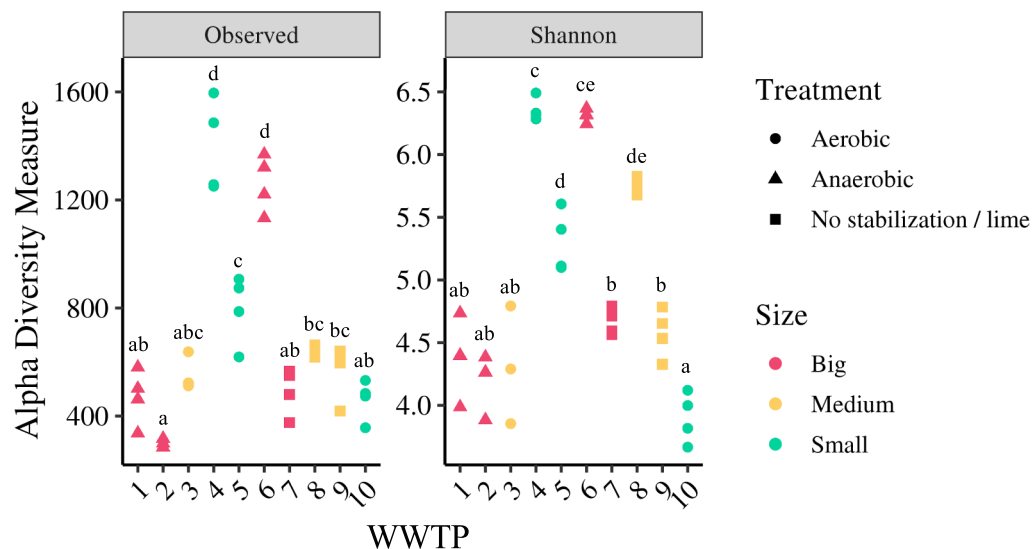 Observed
Shannon
Alpha Diversity Measure
1600
1200
800
400
ab
a
abc
d
c
d
ab
bc
bc
ab
1 2 3 4 5 6 7 8 9 10
6.5
6.0
5.5
5.0
4.5
4.0
ab
ab
ab
c
d
ce
b
de
b
a
1 2 3 4 5 6 7 8 9 10
WWTP
Treatment
Aerobic
Anaerobic
No stabilization / lime
Size
Big
Medium
Small